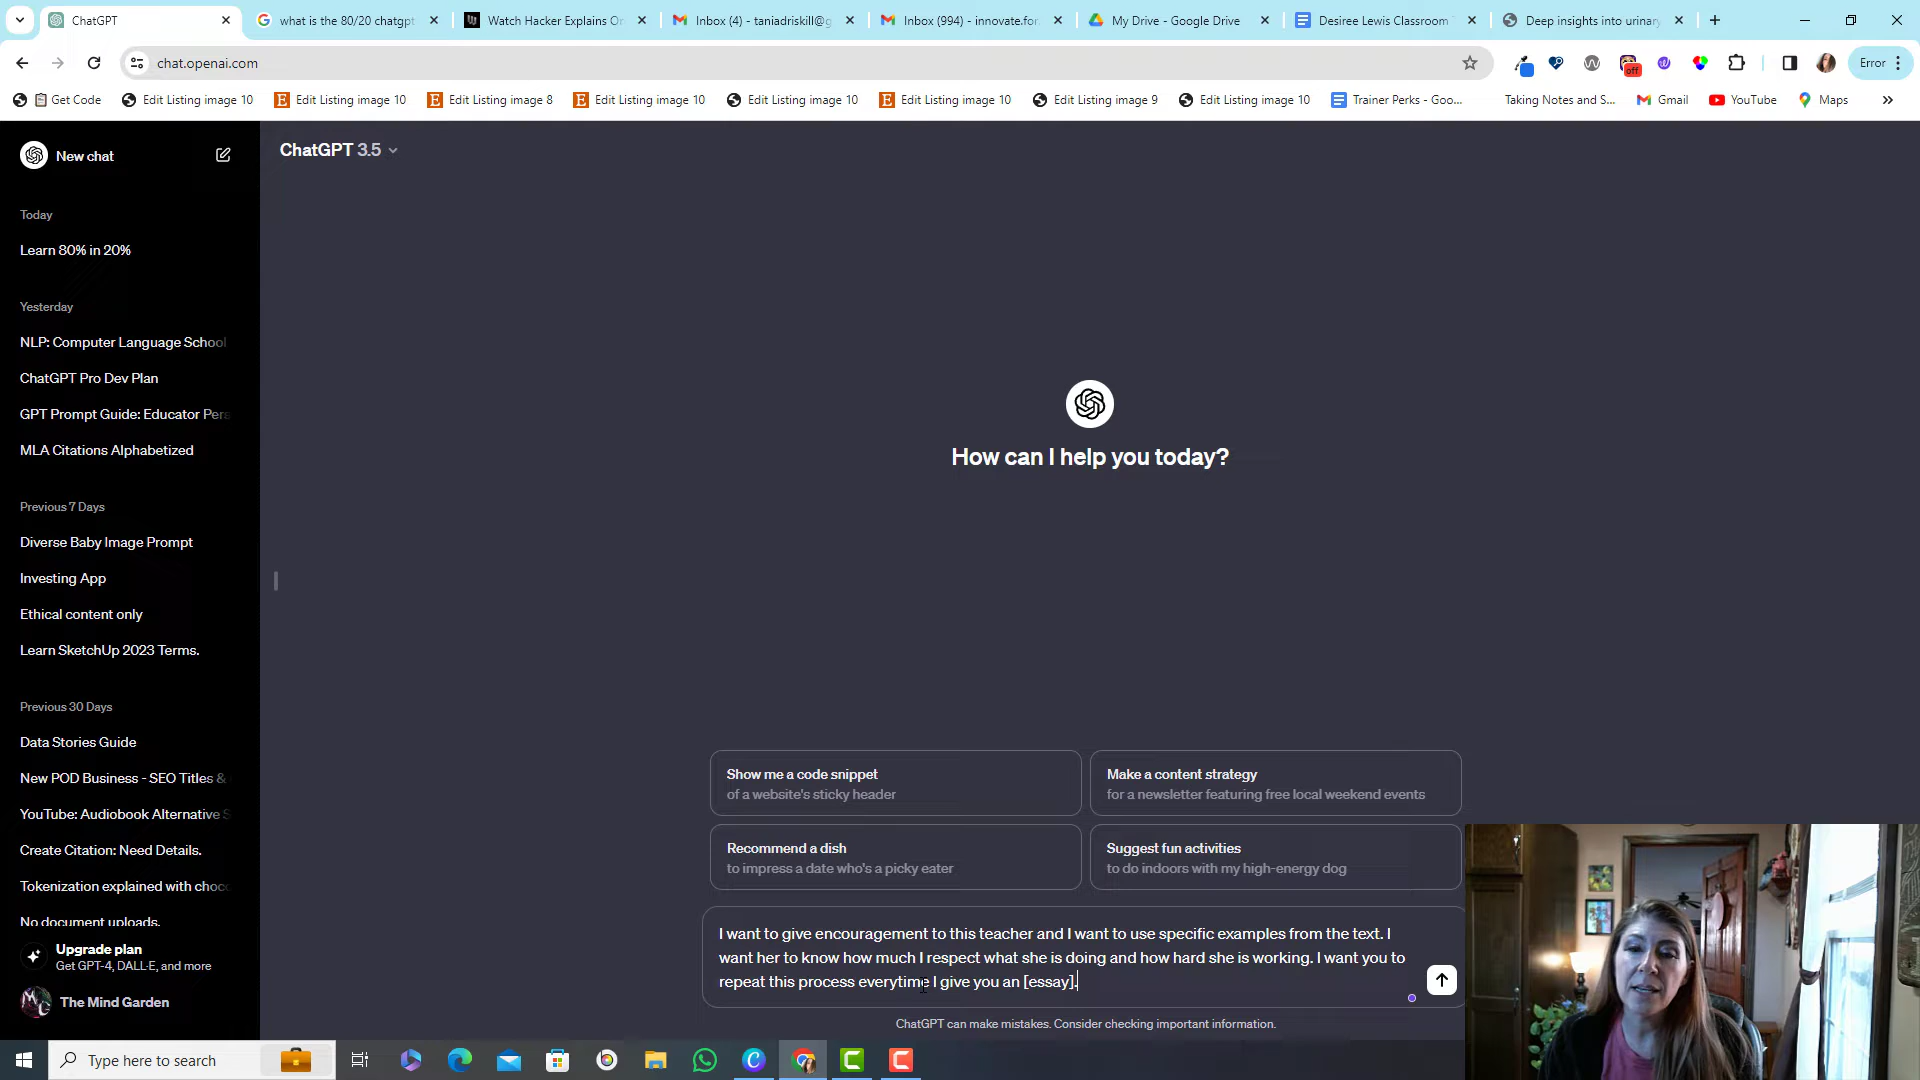 ChatGPT
what is the 80/20 chatgpt
Watch Hacker Explains On
Inbox (4) - taniadriskill@g
Inbox (994) - innovate.for
My Drive - Google Drive
Desiree Lewis Classroom
Deep insights into urinary
chat.openai.com
off
Error
Get Code
Edit Listing image 10
Edit Listing image 10
Edit Listing image 8
Edit Listing image 10
Edit Listing image 10
Edit Listing image 10
Edit Listing image 9
Edit Listing image 10
Trainer Perks - Goo...
Taking Notes and S...
Gmail
YouTube
Maps
New chat
ChatGPT 3.5
Today
Learn 80% in 20%
Yesterday
NLP: Computer Language School
ChatGPT Pro Dev Plan
GPT Prompt Guide: Educator Pers
MLA Citations Alphabetized
Previous 7 Days
Diverse Baby Image Prompt
Investing App
Ethical content only
Learn SketchUp 2023 Terms.
Previous 30 Days
Data Stories Guide
New POD Business - SEO Titles &
YouTube: Audiobook Alternative S
Create Citation: Need Details.
Tokenization explained with choco
No document uploads.
Upgrade plan
Get GPT-4, DALL·E, and more
The Mind Garden
How can I help you today?
Show me a code snippet
of a website's sticky header
Make a content strategy
for a newsletter featuring free local weekend events
Recommend a dish
to impress a date who's a picky eater
Suggest fun activities
to do indoors with my high-energy dog
I want to give encouragement to this teacher and I want to use specific examples from the text. I
want her to know how much I respect what she is doing and how hard she is working. I want you to
repeat this process everytime I give you an [essay].
ChatGPT can make mistakes. Consider checking important information.
Type here to search